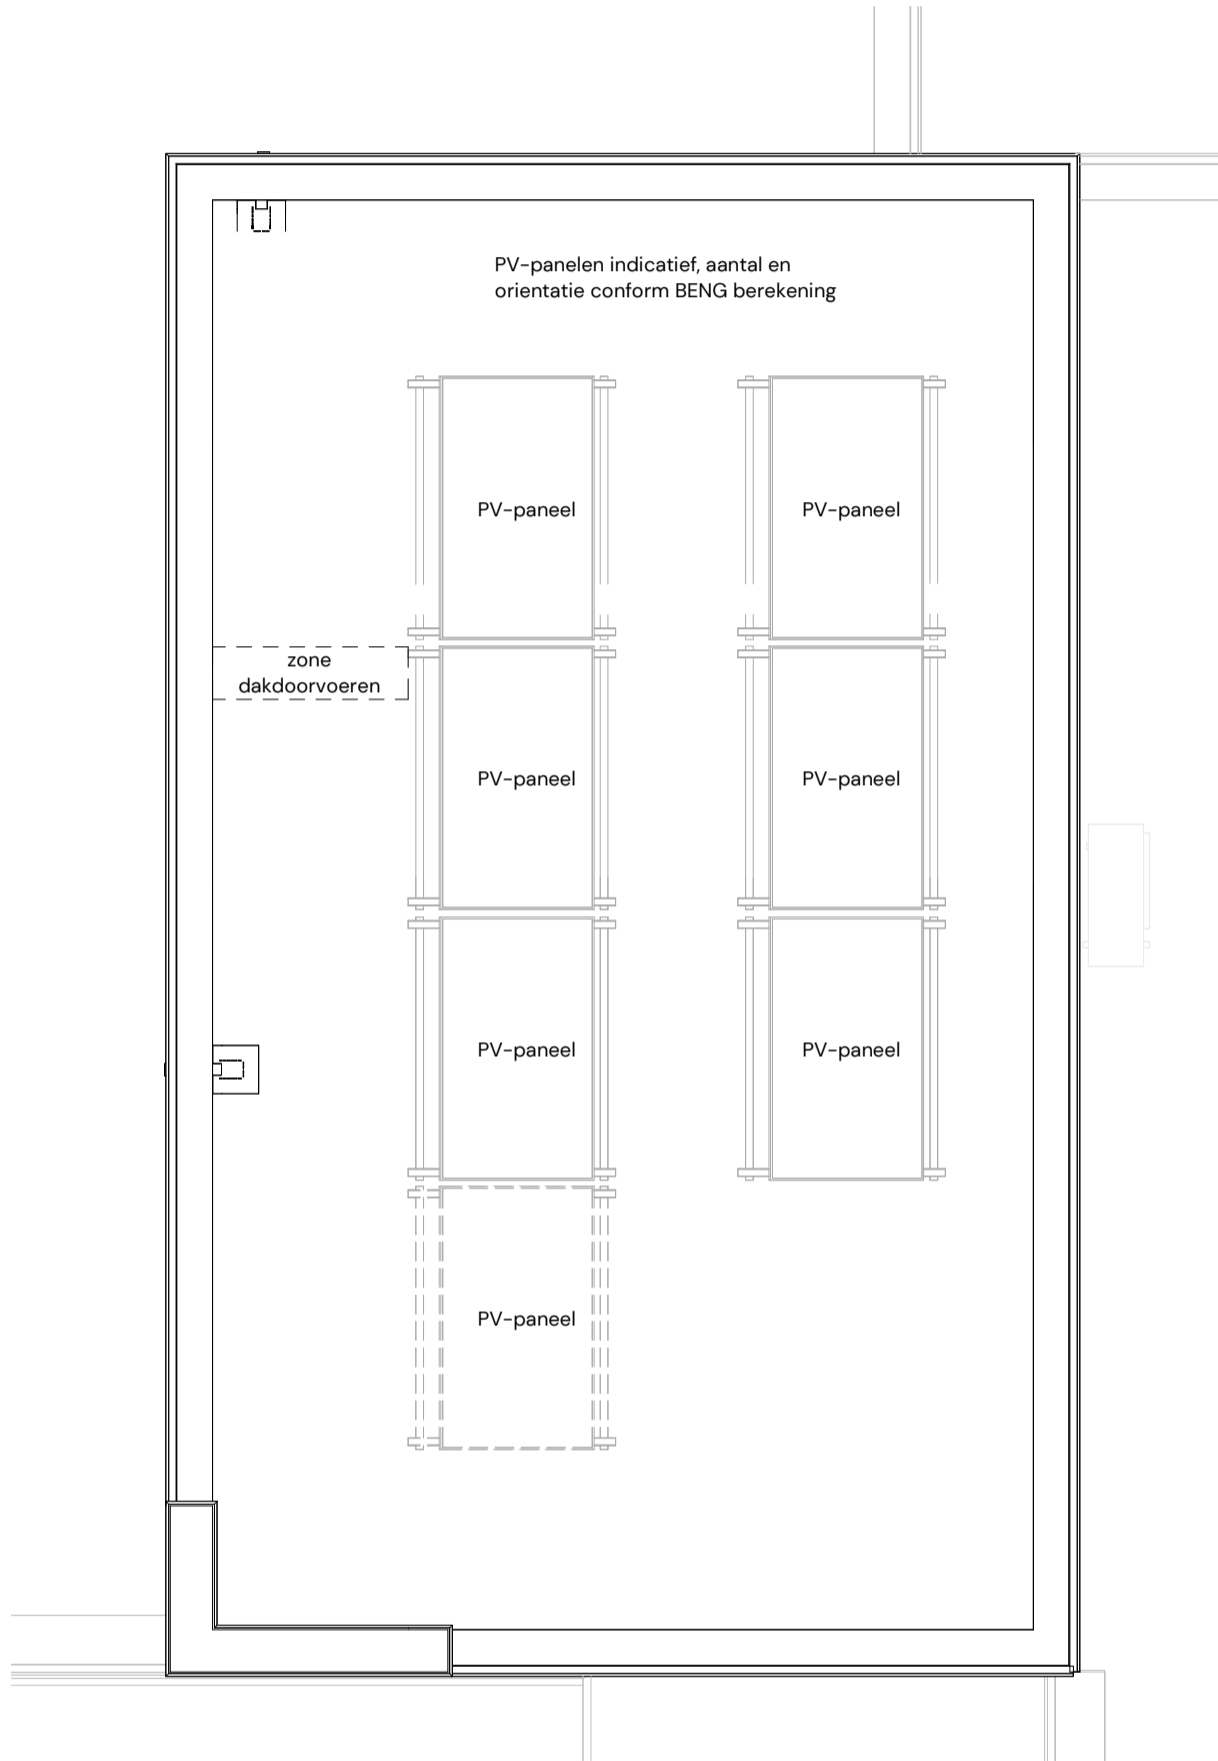 PV-panelen indicatief, aantal en
orientatie conform BENG berekening
PV-paneel
PV-paneel
zone
dakdoorvoeren
PV-paneel
PV-paneel
PV-paneel
PV-paneel
PV-paneel